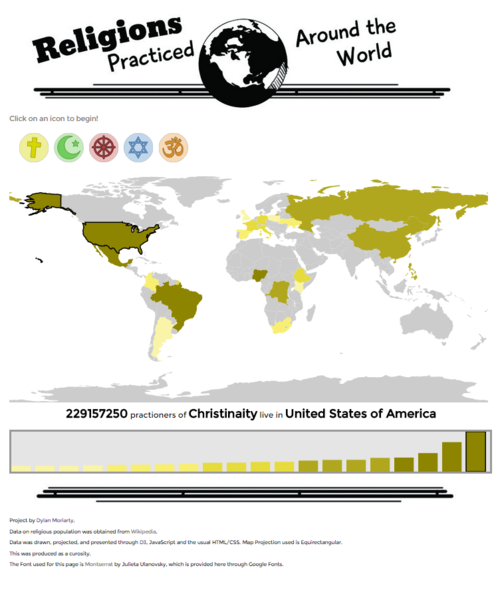 Religions
Practiced
Around the
World
Click on an icon to begin!
229157250 practioners of Christinaity live in United States of America
Project by Dylan Moriarty.
Data on religious population was obtained from Wikipedia.
Data was drawn, projected, and presented through D3, JavaScript and the usual HTML/CSS. Map Projection used is Equirectangular.
This was produced as a curosity.
The Font used for this page is Montserrat by Julieta Ulanovsky, which is provided here through Google Fonts.